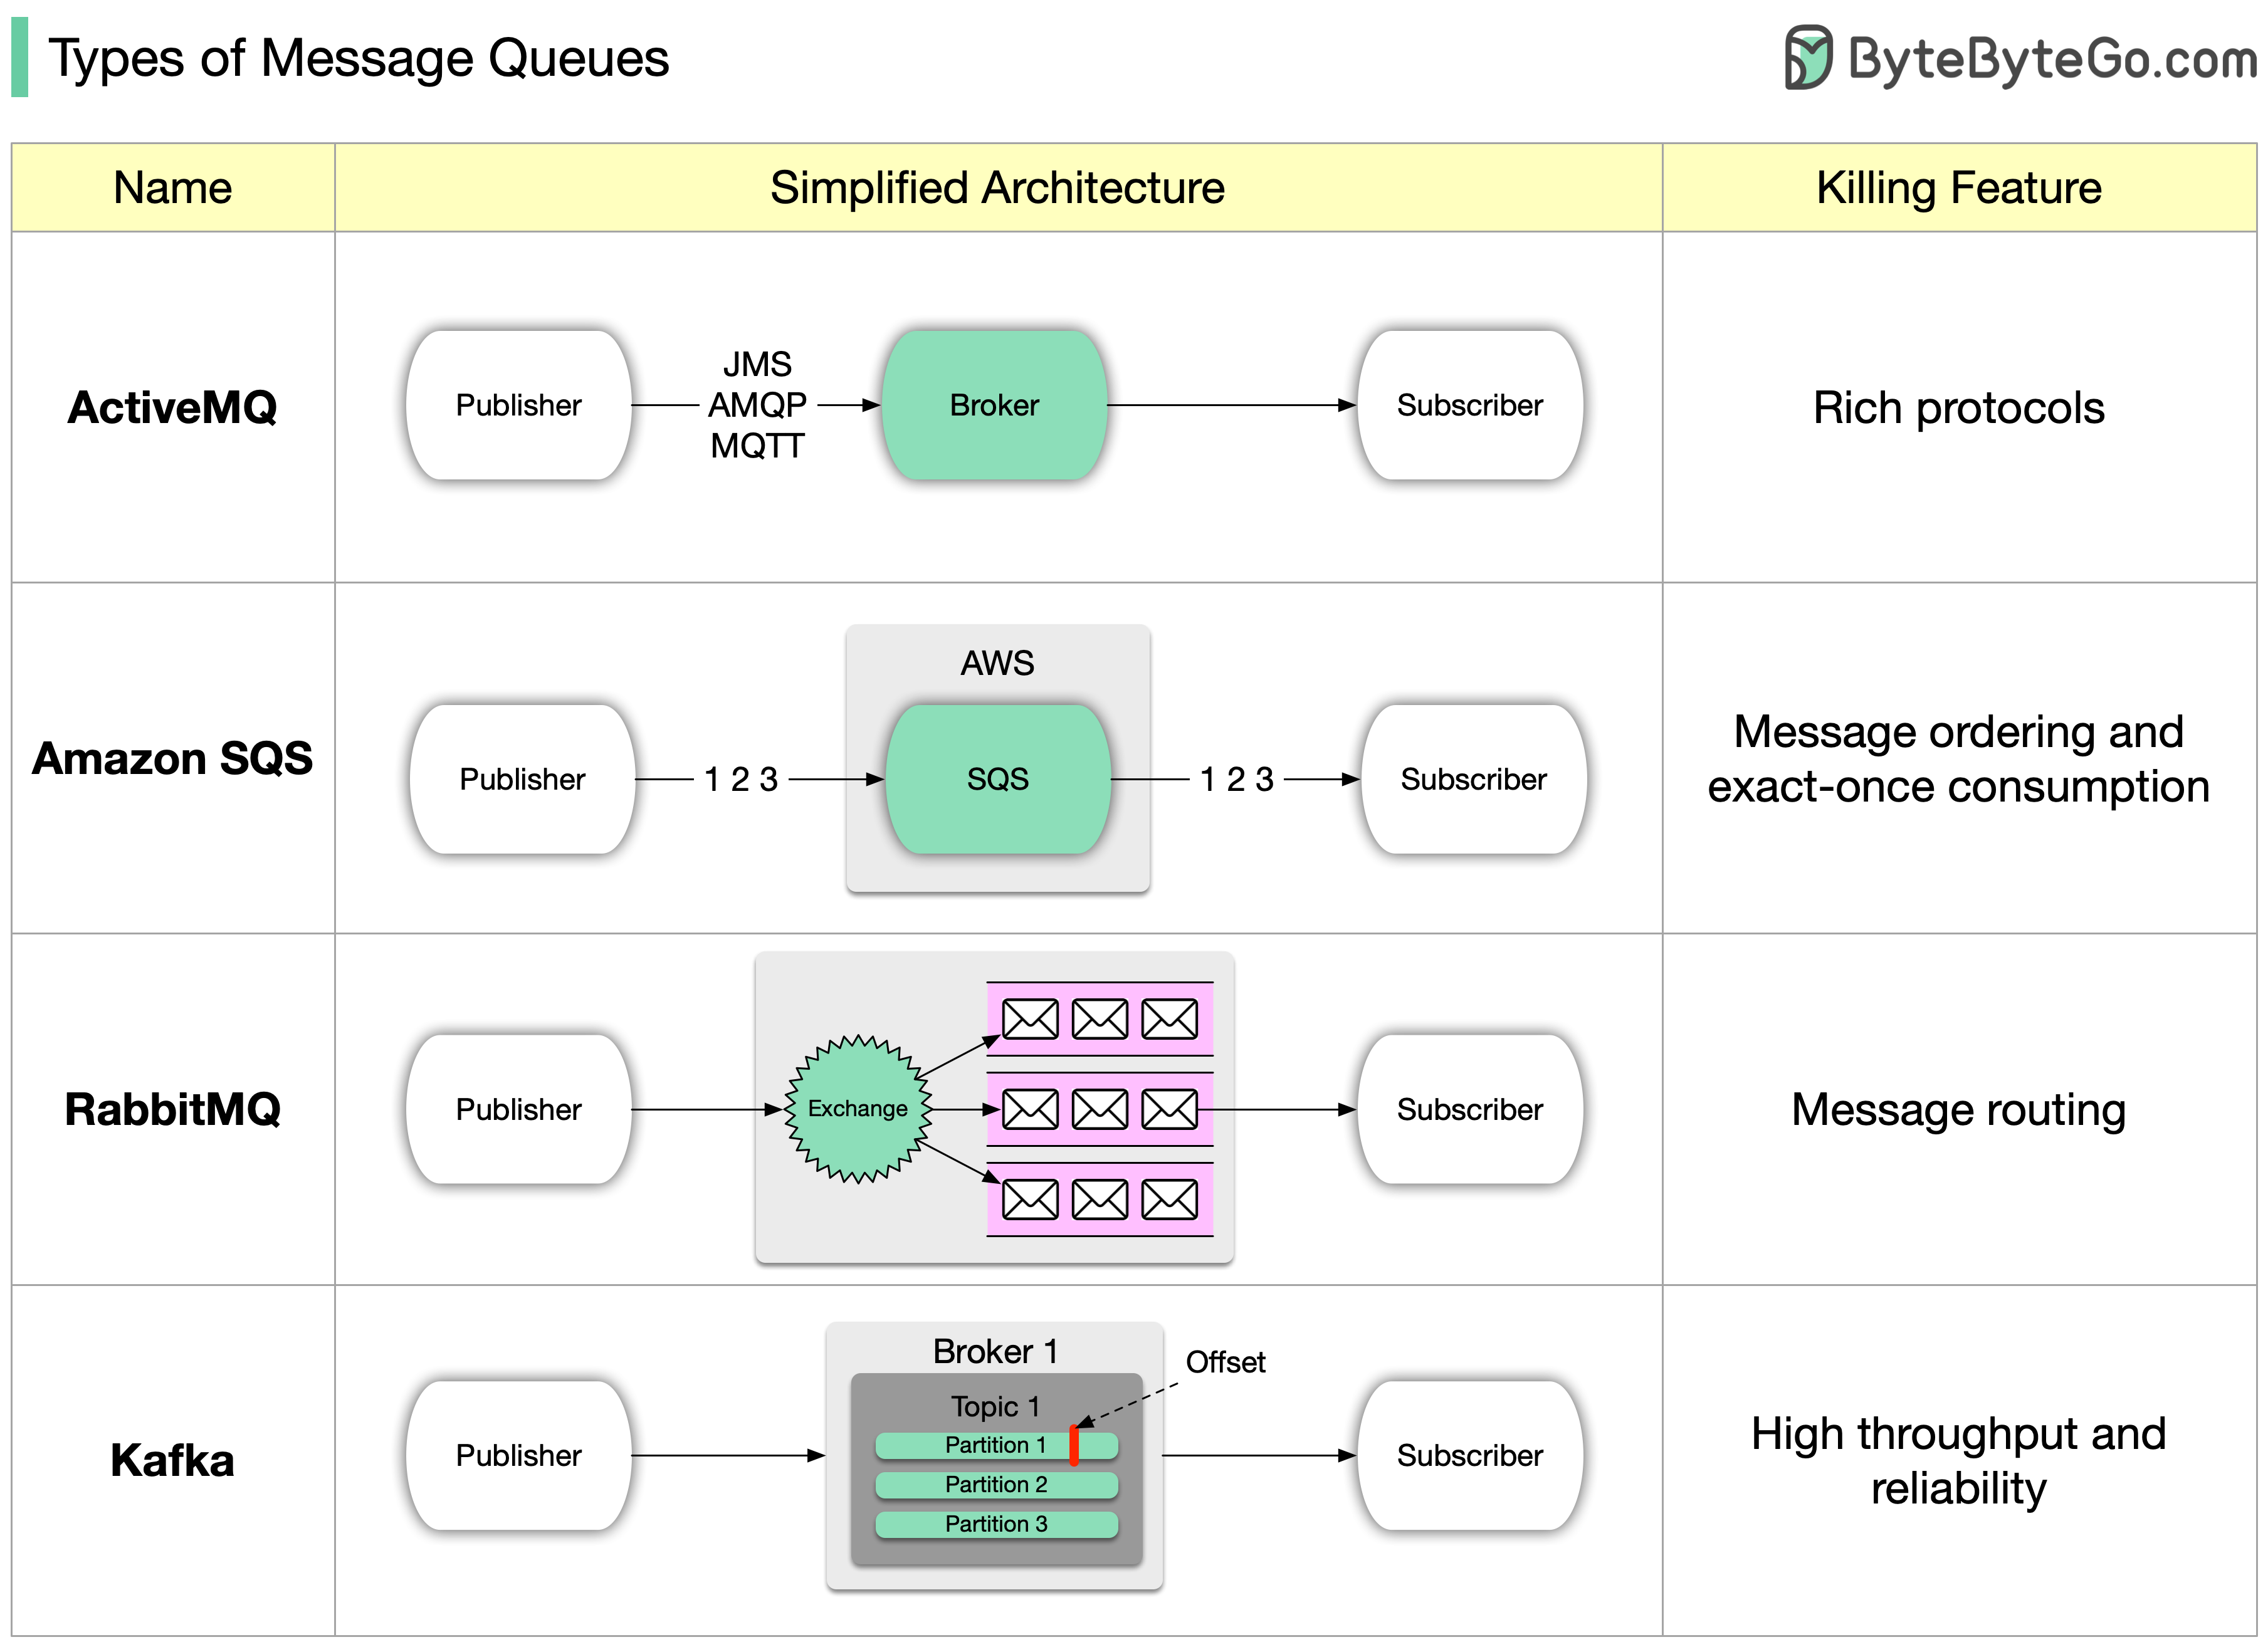 Types of Message Queues
ByteByteGo.com
Name
Simplified Architecture
Killing Feature
ActiveMQ
Publisher
JMS
AMQP
MQTT
Broker
Subscriber
Rich protocols
Amazon SQS
Publisher
1 2 3
AWS
SQS
1 2 3
Subscriber
Message ordering and
exact-once consumption
RabbitMQ
Publisher
Exchange
Subscriber
Message routing
Kafka
Publisher
Broker 1
Topic 1
Partition 1
Partition 2
Partition 3
Offset
Subscriber
High throughput and
reliability